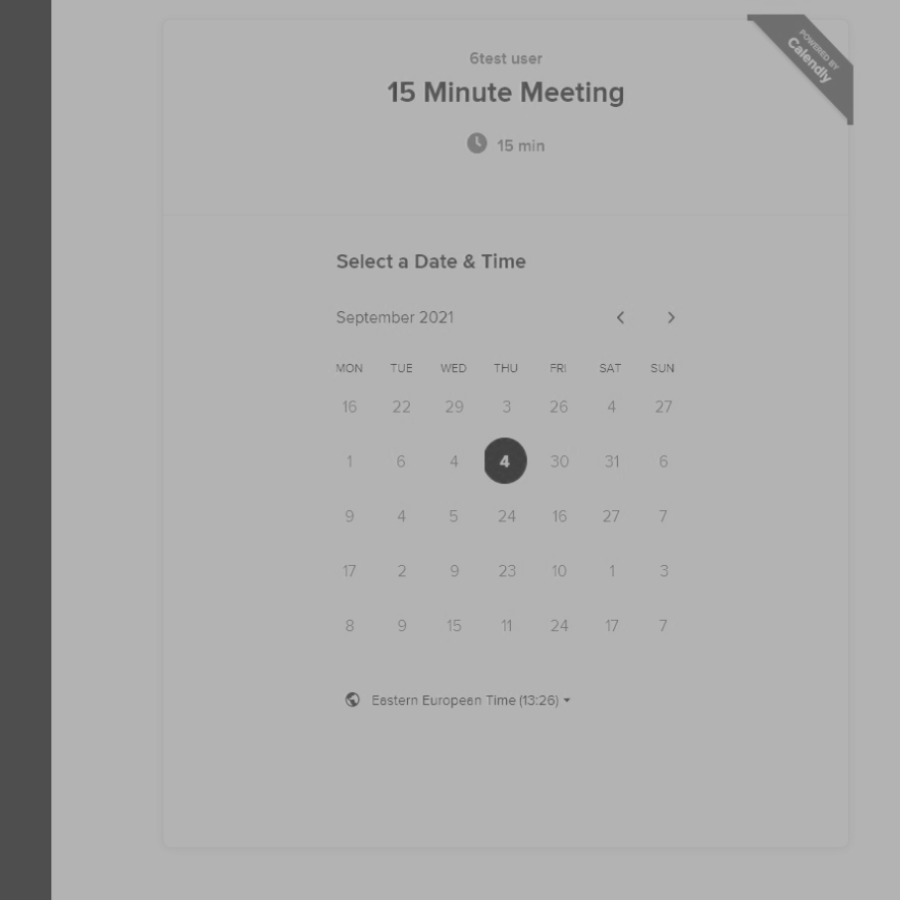 POWERED BY
Calendly
6test user
15 Minute Meeting
15 min
Select a Date & Time
September 2021
MON TUE WED THU FRI SAT SUN
16 22 29 3 26 4 27
1 6 4 4 30 31 6
9 4 5 24 16 27 7
17 2 9 23 10 1 3
8 9 15 11 24 17 7
Eastern European Time (13:26)